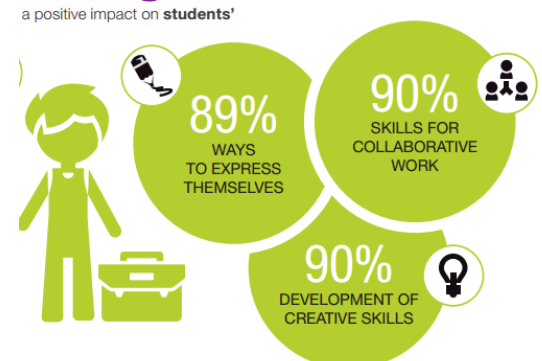 a positive impact on students'
89%
WAYS
TO EXPRESS
THEMSELVES
90%
SKILLS FOR
COLLABORATIVE
WORK
90%
DEVELOPMENT OF
CREATIVE SKILLS